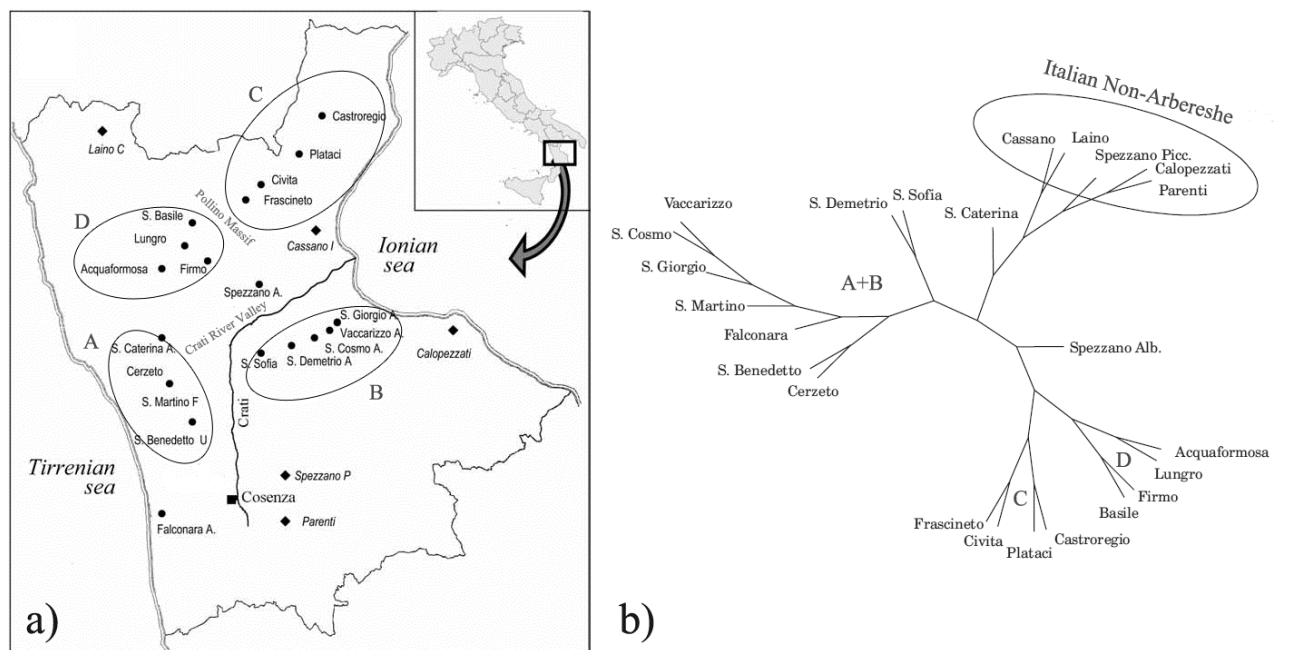 C
Castroregio
Laino C
Plataci
Civita
Frascineto
Pollino Massif
D
S. Basile
Lungro
Acquaformosa
Firmo
Cassano I
Ionian
sea
Spezzano A.
Crati River Valley
S. Giorgio A.
Vaccarizzo A.
S. Cosmo A.
S. Demetrio A
S. Sofia
Calopezzati
A
S. Caterina A.
Cerzeto
S. Martino F
S. Benedetto U
B
Crati
Tirrenian
sea
Spezzano P
Cosenza
Parenti
Falconara A.
a)
Italian Non-Arbereshe
Cassano
Laino
Spezzano Picc.
Calopezzati
Parenti
S. Sofia
S. Demetrio
S. Caterina
Vaccarizzo
S. Cosmo
S. Giorgio
A+B
S. Martino
Falconara
S. Benedetto
Cerzeto
Spezzano Alb.
Acquaformosa
D
Lungro
Firmo
Basile
C
Frascineto
Civita
Plataci
Castroregio
b)